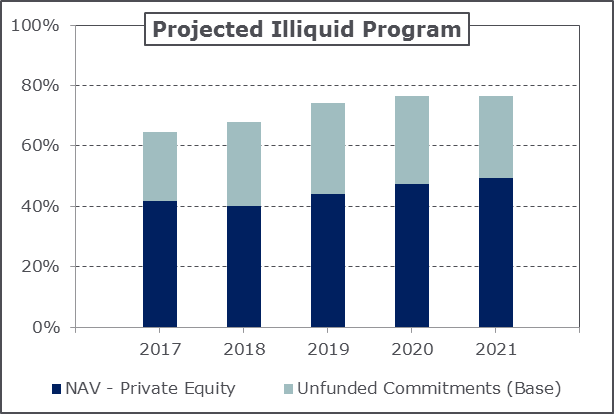 Projected Illiquid Program
100%
80%
60%
40%
20%
0%
2017 2018 2019 2020 2021
NAV - Private Equity Unfunded Commitments (Base)